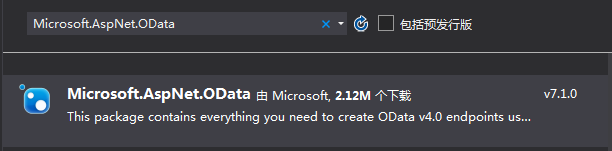 Microsoft.AspNet.OData 包括预发行版
Microsoft.AspNet.OData 由 Microsoft, 2.12M 个下载 v7.1.0
This package contains everything you need to create OData v4.0 endpoints us...